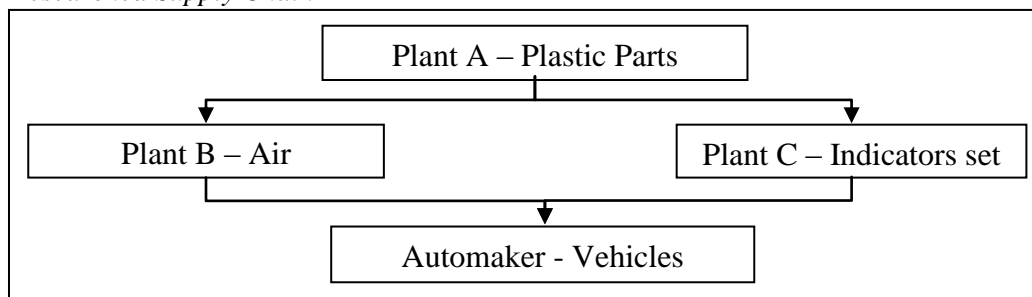 Plant A – Plastic Parts
Plant B – Air
Plant C – Indicators set
Automaker - Vehicles